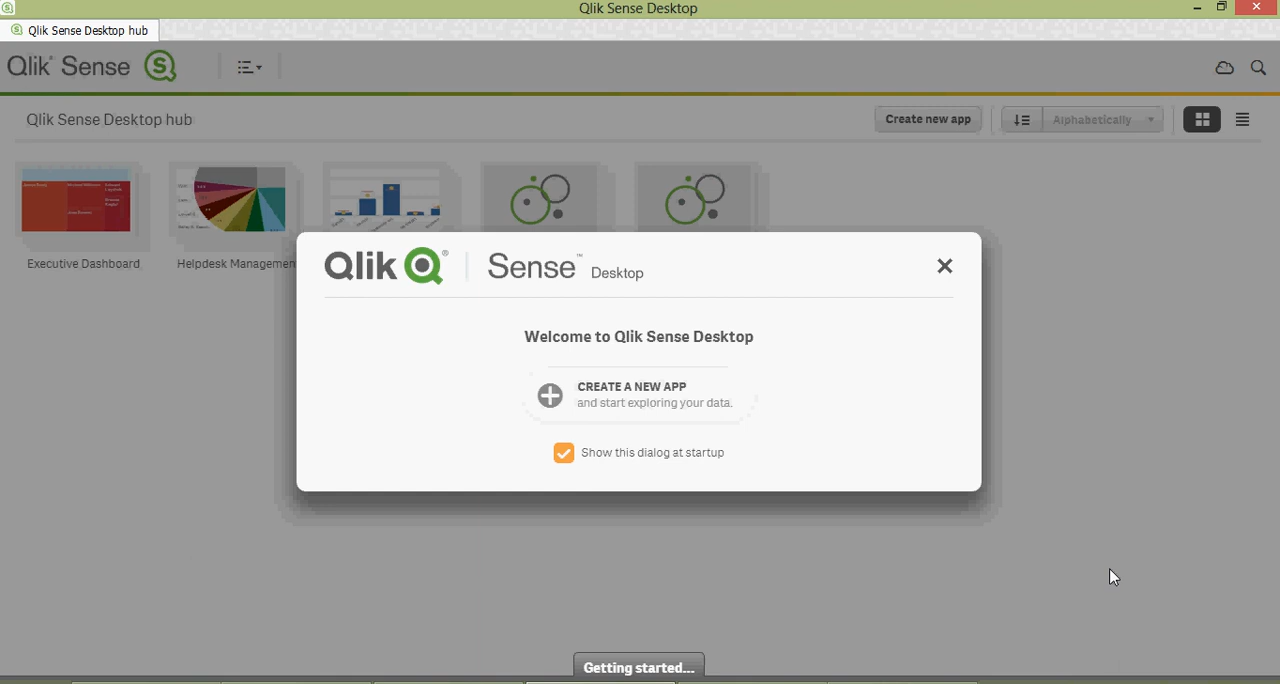 Qlik Sense Desktop
Qlik Sense Desktop hub
Qlik Sense
Qlik Sense Desktop hub
Create new app
Alphabetically
Executive Dashboard
Helpdesk Managemen
Qlik® Sense™ Desktop
Welcome to Qlik Sense Desktop
CREATE A NEW APP
and start exploring your data.
Show this dialog at startup
Getting started...